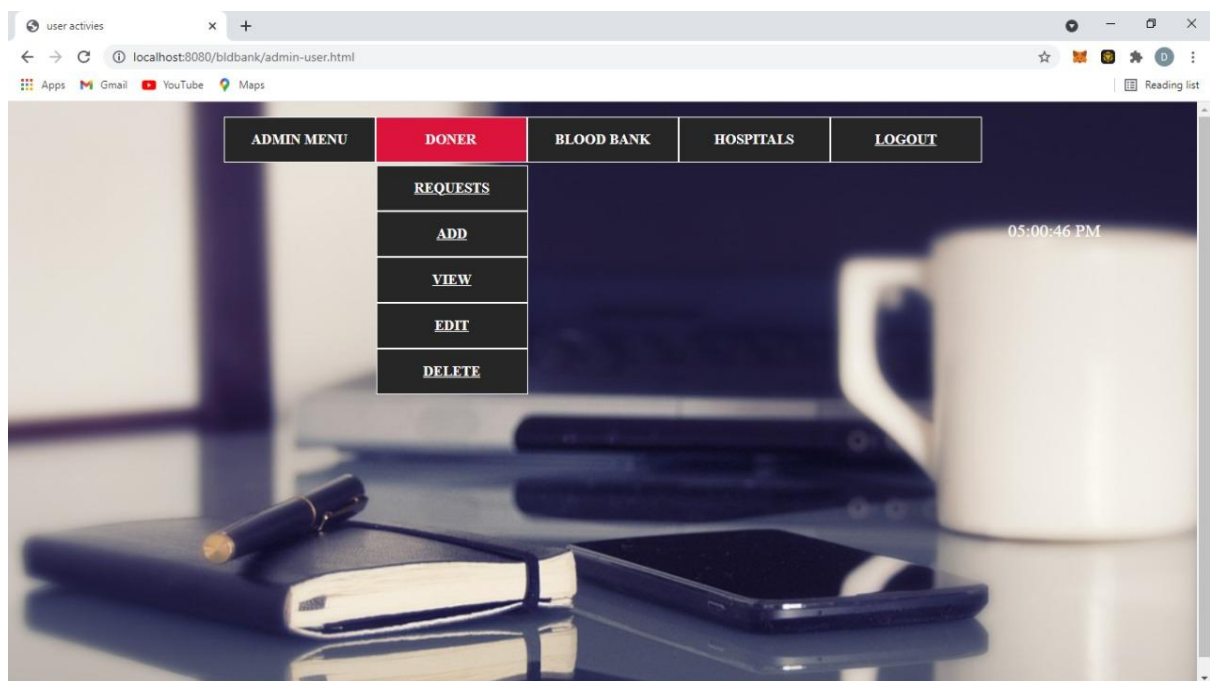 user activies
localhost:8080/bldbank/admin-user.html
Apps Gmail YouTube Maps Reading list
ADMIN MENU DONER BLOOD BANK HOSPITALS LOGOUT
REQUESTS
ADD
05:00:46 PM
VIEW
EDIT
DELETE